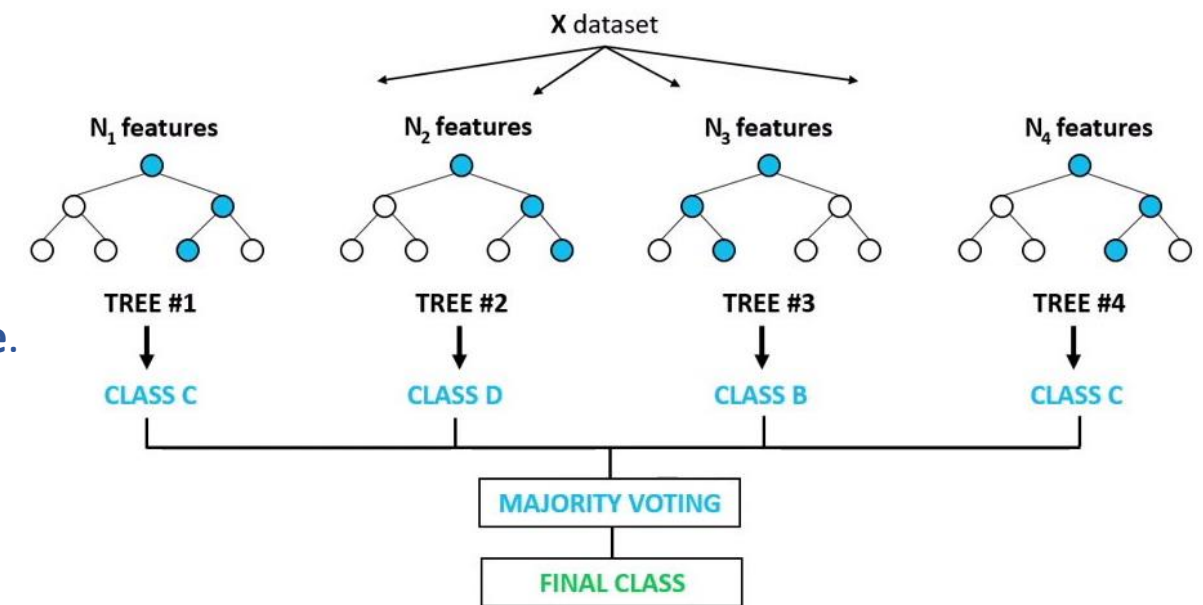 X dataset
N₁ features N₂ features N₃ features N₄ features
TREE #1 TREE #2 TREE #3 TREE #4
e.
CLASS C CLASS D CLASS B CLASS C
MAJORITY VOTING
FINAL CLASS